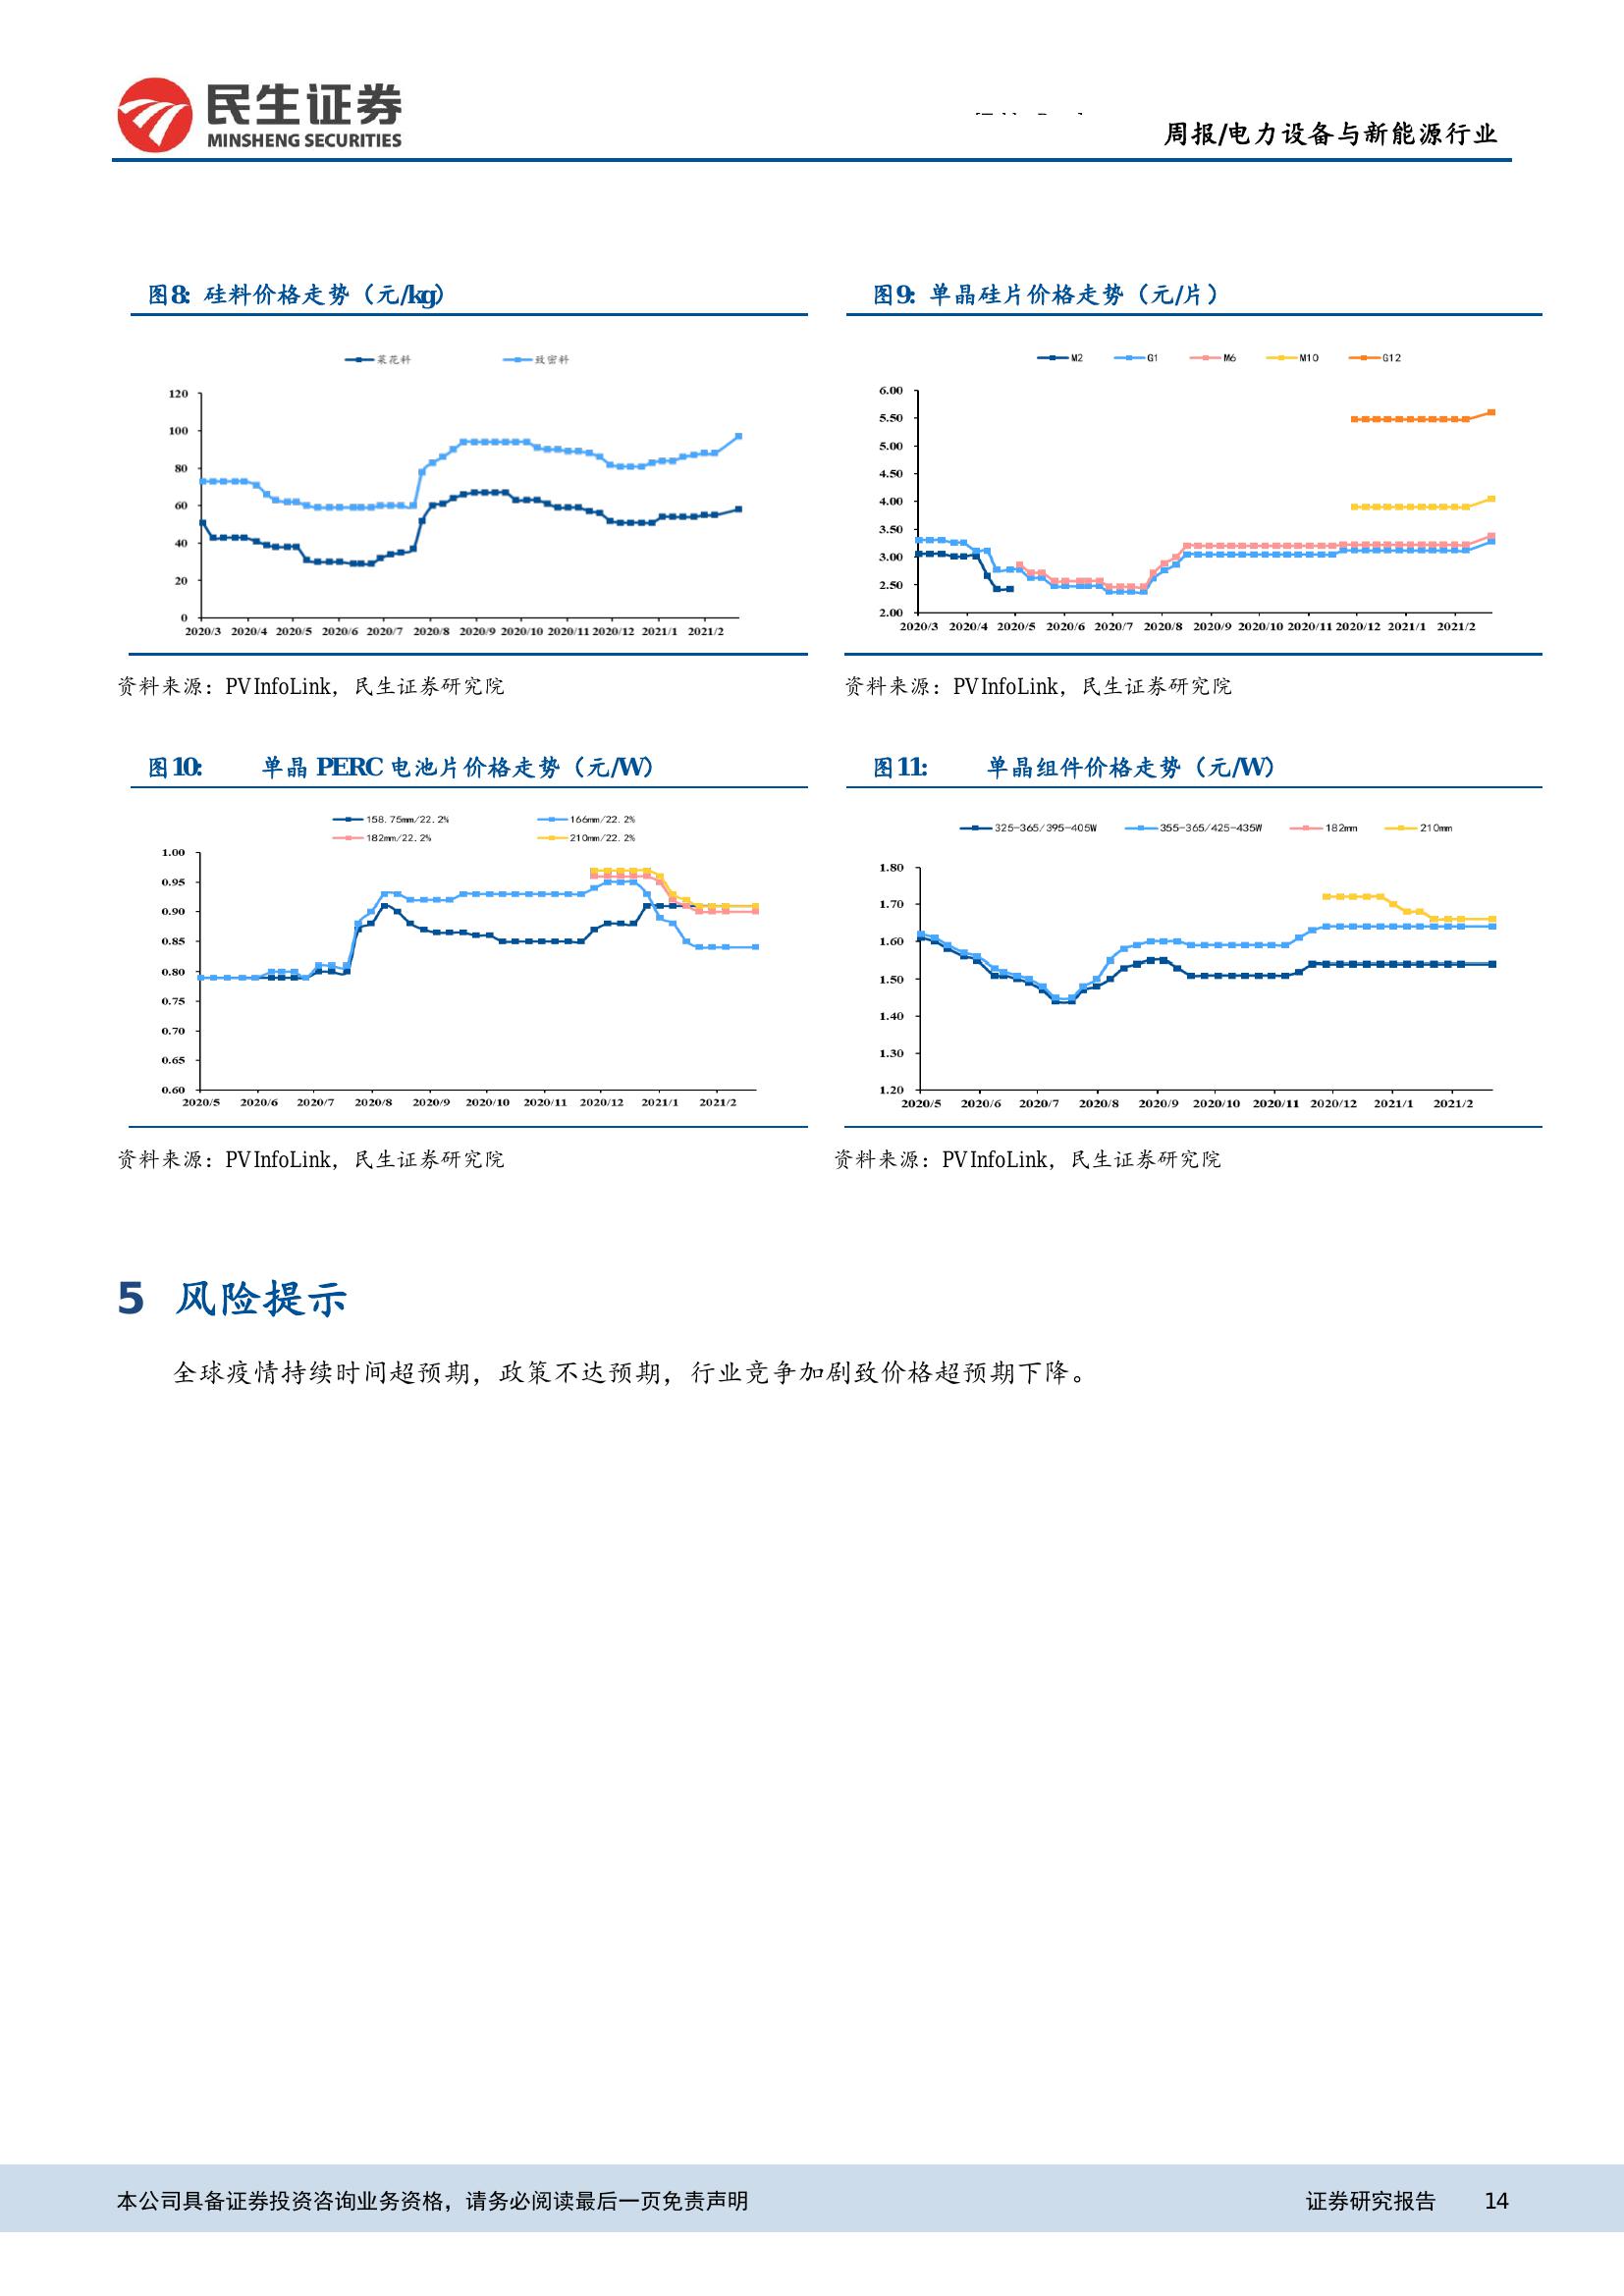 民生证券
MINSHENG SECURITIES
周报/电力设备与新能源行业
图8: 硅料价格走势（元/kg）
菜花料 致密料
120
100
80
60
40
20
0
2020/3 2020/4 2020/5 2020/6 2020/7 2020/8 2020/9 2020/10 2020/11 2020/12 2021/1 2021/2
资料来源：PVInfoLink，民生证券研究院
图9: 单晶硅片价格走势（元/片）
M2 G1 M6 M10 G12
6.00
5.50
5.00
4.50
4.00
3.50
3.00
2.50
2.00
2020/3 2020/4 2020/5 2020/6 2020/7 2020/8 2020/9 2020/10 2020/11 2020/12 2021/1 2021/2
资料来源：PVInfoLink，民生证券研究院
图10: 单晶 PERC 电池片价格走势（元/W）
158.75mm/22.2% 166mm/22.2%
182mm/22.2% 210mm/22.2%
1.00
0.95
0.90
0.85
0.80
0.75
0.70
0.65
0.60
2020/5 2020/6 2020/7 2020/8 2020/9 2020/10 2020/11 2020/12 2021/1 2021/2
资料来源：PVInfoLink，民生证券研究院
图11: 单晶组件价格走势（元/W）
325-365/395-405W 355-365/425-435W 182mm 210mm
1.80
1.70
1.60
1.50
1.40
1.30
1.20
2020/5 2020/6 2020/7 2020/8 2020/9 2020/10 2020/11 2020/12 2021/1 2021/2
资料来源：PVInfoLink，民生证券研究院
5 风险提示
全球疫情持续时间超预期，政策不达预期，行业竞争加剧致价格超预期下降。
本公司具备证券投资咨询业务资格，请务必阅读最后一页免责声明 证券研究报告 14